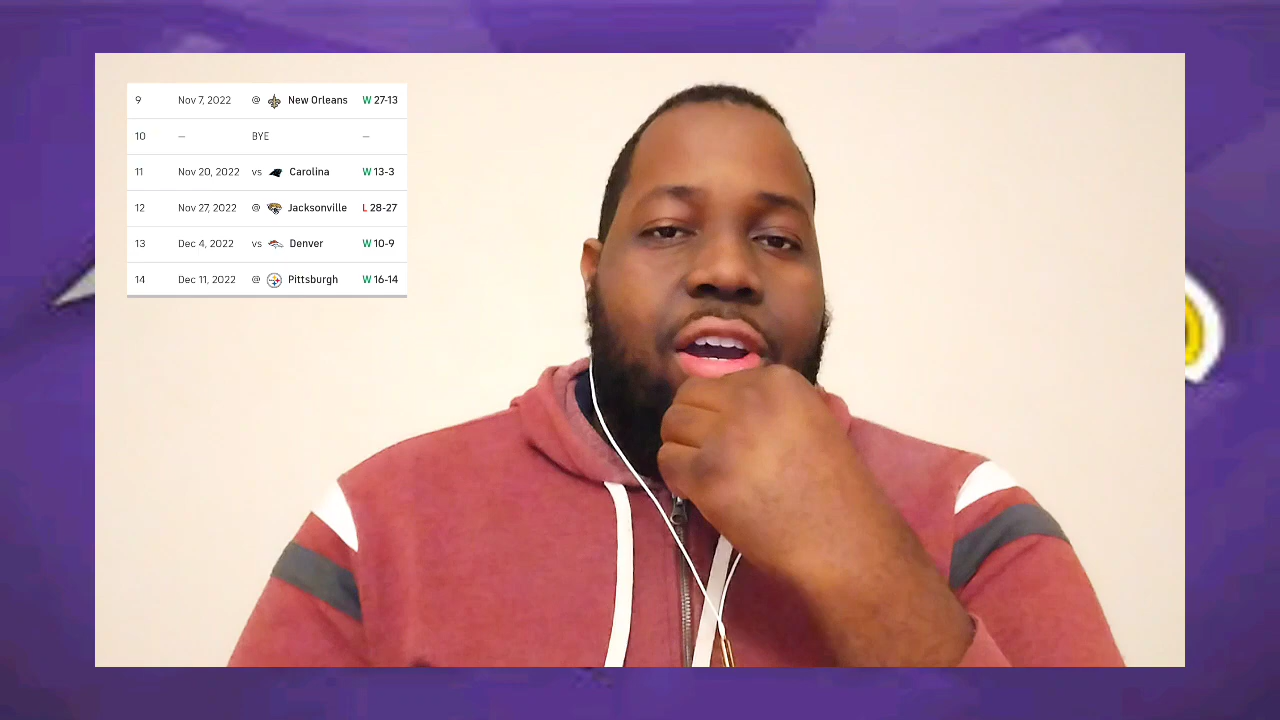 9 Nov 7, 2022 @ New Orleans W 27-13
10 — BYE —
11 Nov 20, 2022 vs Carolina W 13-3
12 Nov 27, 2022 @ Jacksonville L 28-27
13 Dec 4, 2022 vs Denver W 10-9
14 Dec 11, 2022 @ Pittsburgh W 16-14